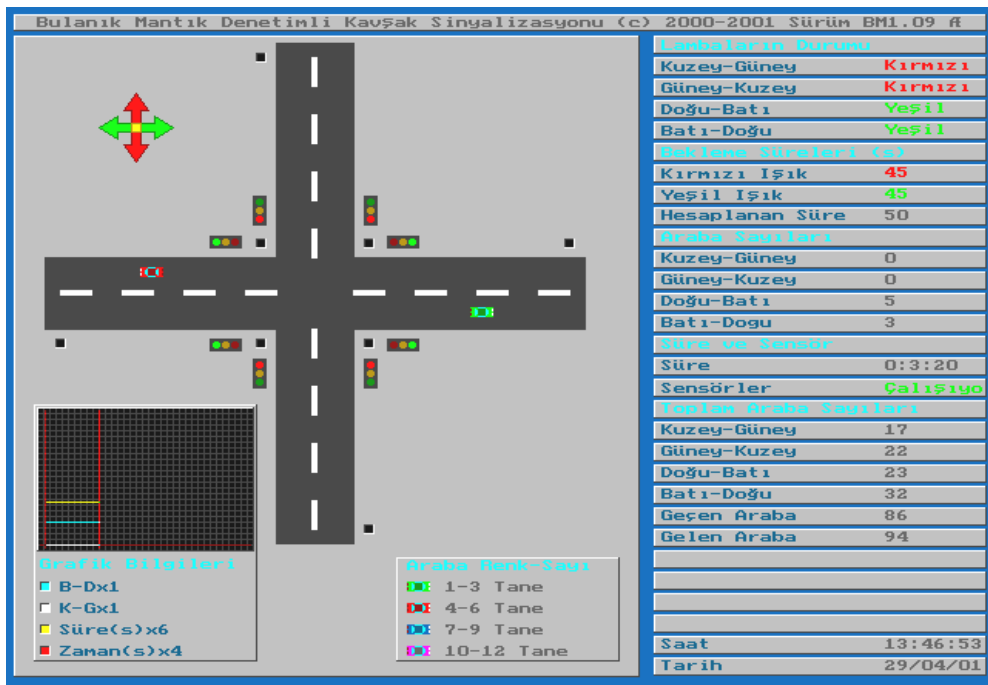 Bulanık Mantık Denetimli Kavşak Sinyalizasyonu (c) 2000-2001 Sürüm BM1.09 Æ
Lambaların Durumu
Kuzey-Güney Kırmızı
Güney-Kuzey Kırmızı
Doğu-Batı Yeşil
Batı-Doğu Yeşil
Bekleme Süreleri (s)
Kırmızı Işık 45
Yeşil Işık 45
Hesaplanan Süre 50
Araba Sayıları
Kuzey-Güney 0
Güney-Kuzey 0
Doğu-Batı 5
Batı-Dogu 3
Süre ve Sensör
Süre 0:3:20
Sensörler Çalışıyo
Toplam Araba Sayıları
Kuzey-Güney 17
Güney-Kuzey 22
Doğu-Batı 23
Batı-Doğu 32
Geçen Araba 86
Gelen Araba 94
Saat 13:46:53
Tarih 29/04/01
Grafik Bilgileri
B-Dx1
K-Gx1
Süre(s)x6
Zaman(s)x4
Araba Renk-Sayı
1-3 Tane
4-6 Tane
7-9 Tane
10-12 Tane